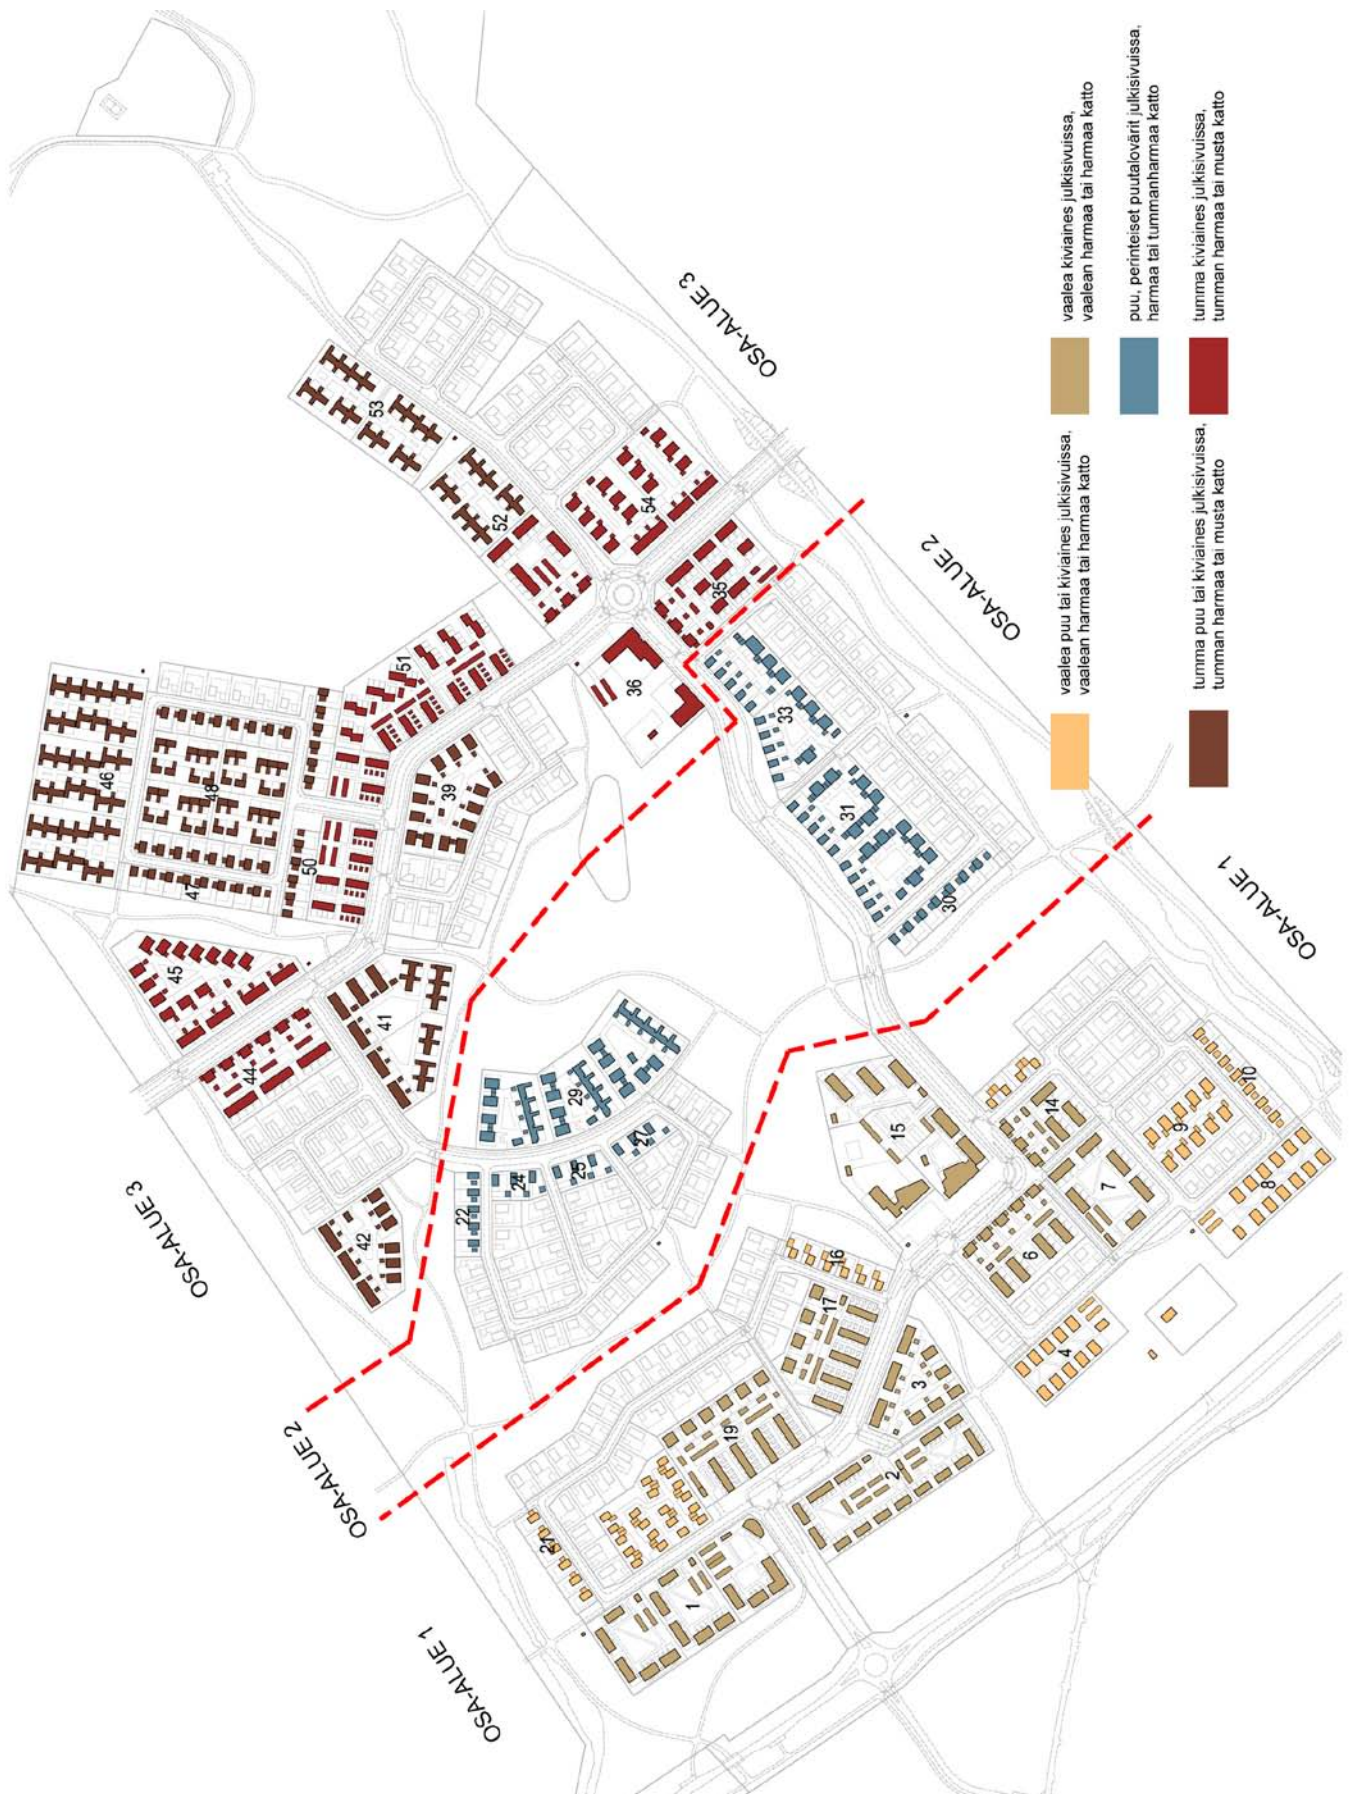 OSA-ALUE 1
OSA-ALUE 2
OSA-ALUE 3
OSA-ALUE 3
OSA-ALUE 2
OSA-ALUE 1
1
2
3
4
6
7
8
9
10
14
15
16
17
19
21
22
24
25
27
29
30
31
33
35
36
39
41
42
44
45
46
47
48
50
51
52
53
54
vaalea puu tai kiviaines julkisivuissa,
vaalean harmaa tai harmaa katto
tumma puu tai kiviaines julkisivuissa,
tumman harmaa tai musta katto
vaalea kiviaines julkisivuissa,
vaalean harmaa tai harmaa katto
puu, perinteiset puutalovärit julkisivuissa,
harmaa tai tummanharmaa katto
tumma kiviaines julkisivuissa,
tumman harmaa tai musta katto